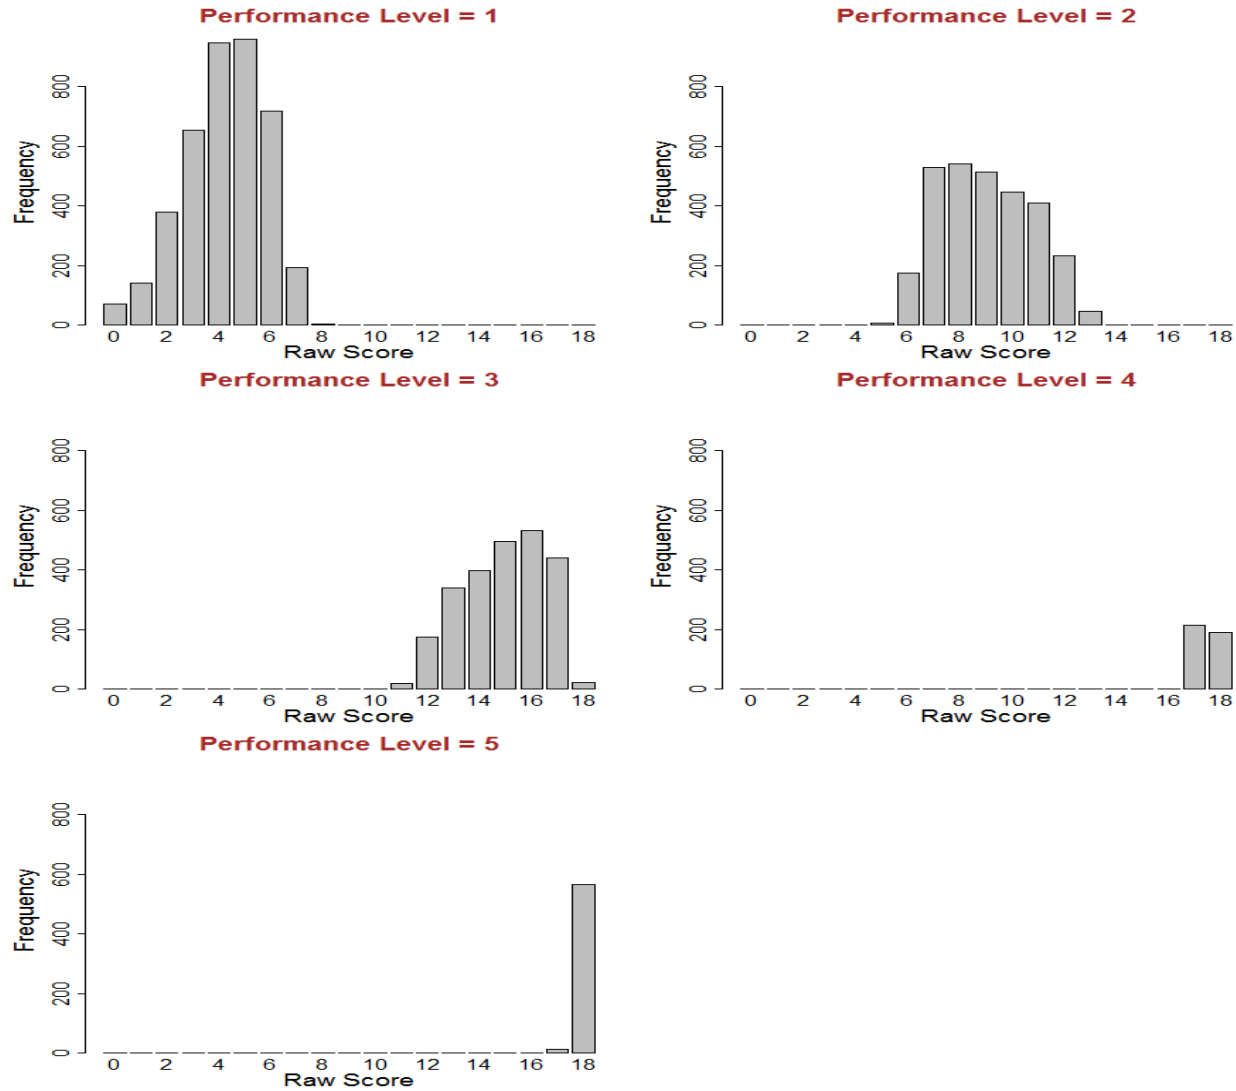 Performance Level = 1
Frequency
0 200 400 600 800
0 2 4 6 8 10 12 14 16 18
Raw Score
Performance Level = 2
Frequency
0 200 400 600 800
0 2 4 6 8 10 12 14 16 18
Raw Score
Performance Level = 3
Frequency
0 200 400 600 800
0 2 4 6 8 10 12 14 16 18
Raw Score
Performance Level = 4
Frequency
0 200 400 600 800
0 2 4 6 8 10 12 14 16 18
Raw Score
Performance Level = 5
Frequency
0 200 400 600 800
0 2 4 6 8 10 12 14 16 18
Raw Score